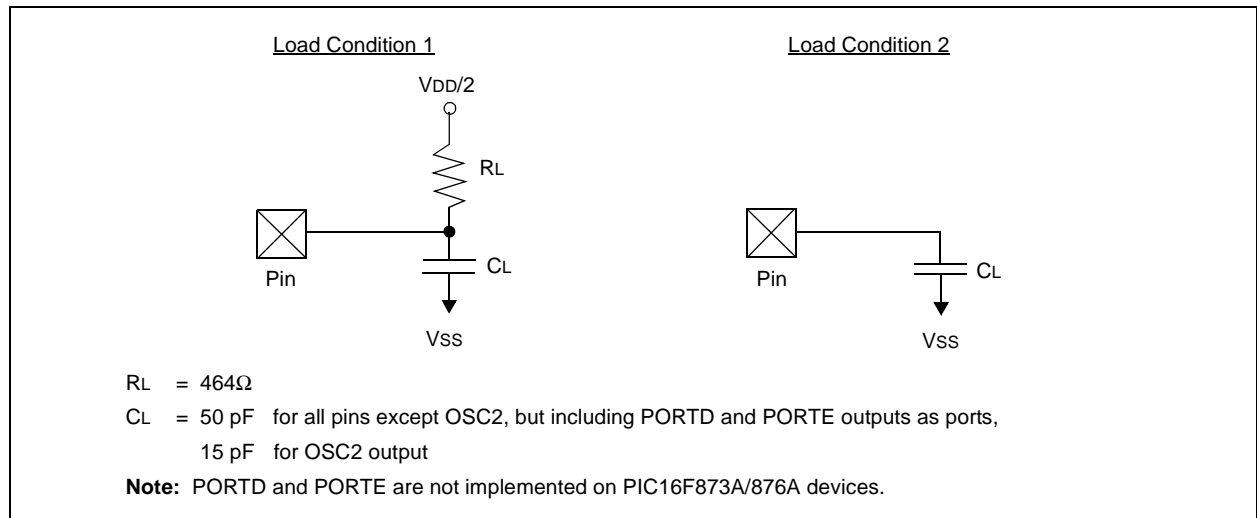 Load Condition 1
VDD/2
RL
Pin
CL
VSS
Load Condition 2
Pin
CL
VSS
RL = 464Ω
CL = 50 pF for all pins except OSC2, but including PORTD and PORTE outputs as ports,
15 pF for OSC2 output
Note: PORTD and PORTE are not implemented on PIC16F873A/876A devices.